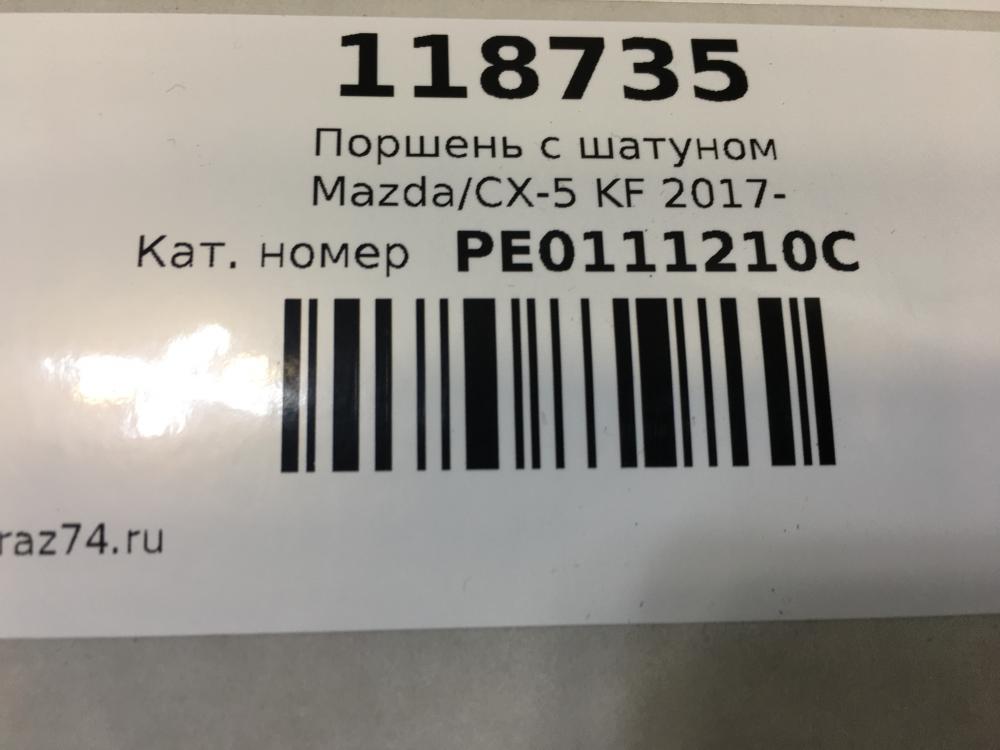 118735
Поршень с шатуном
Mazda/CX-5 KF 2017-
Кат. номер PE0111210C
raz74.ru